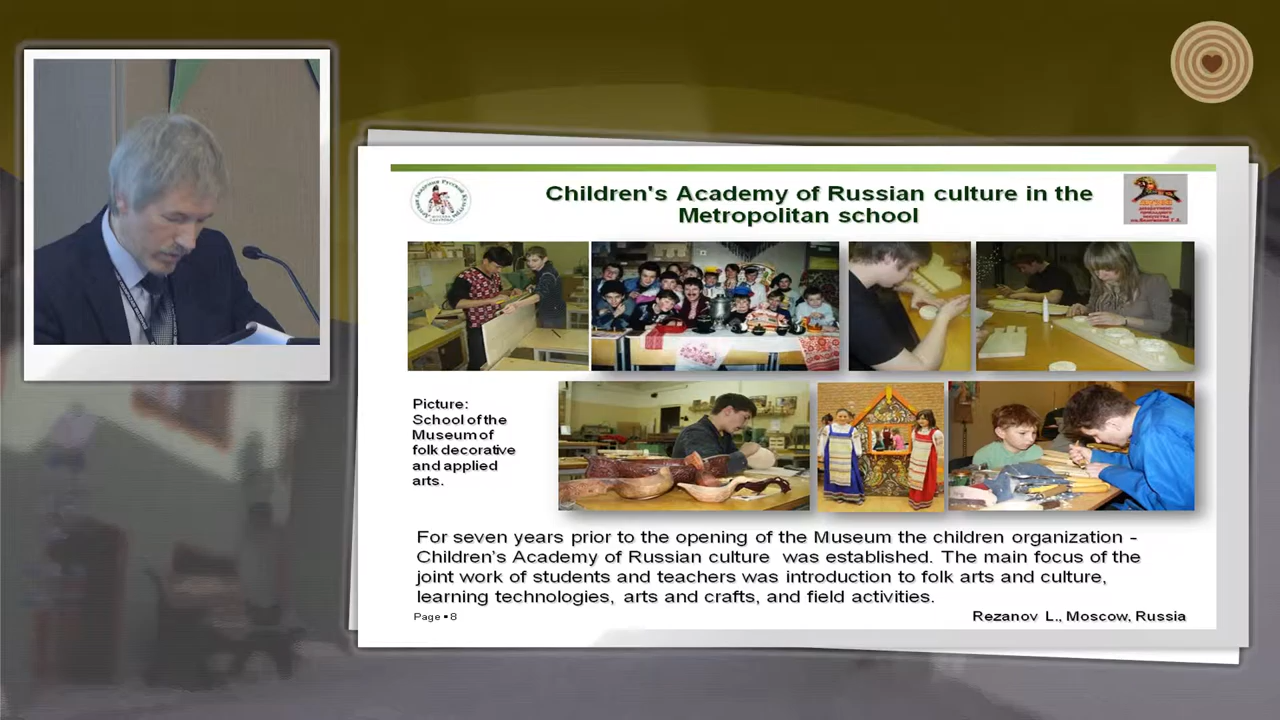 Children's Academy of Russian culture in the
Metropolitan school
Picture:
School of the
Museum of
folk decorative
and applied
arts.
For seven years prior to the opening of the Museum the children organization -
Children's Academy of Russian culture was established. The main focus of the
joint work of students and teachers was introduction to folk arts and culture,
learning technologies, arts and crafts, and field activities.
Page ▪ 8
Rezanov L., Moscow, Russia